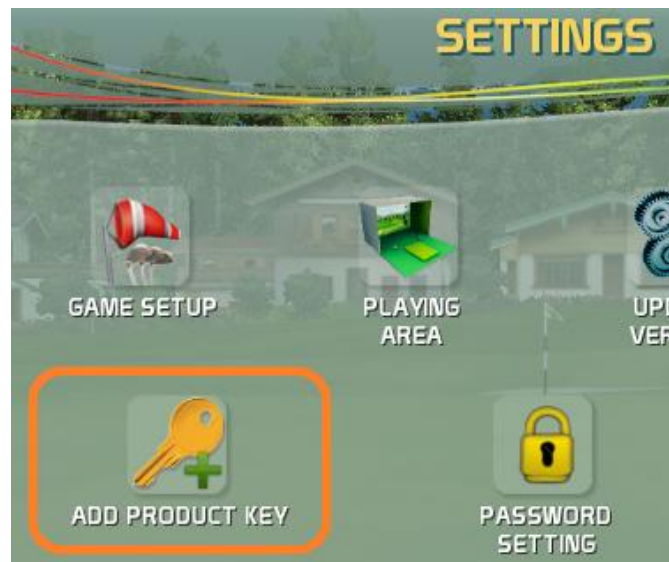 SETTINGS
GAME SETUP
PLAYING
AREA
ADD PRODUCT KEY
PASSWORD
SETTING